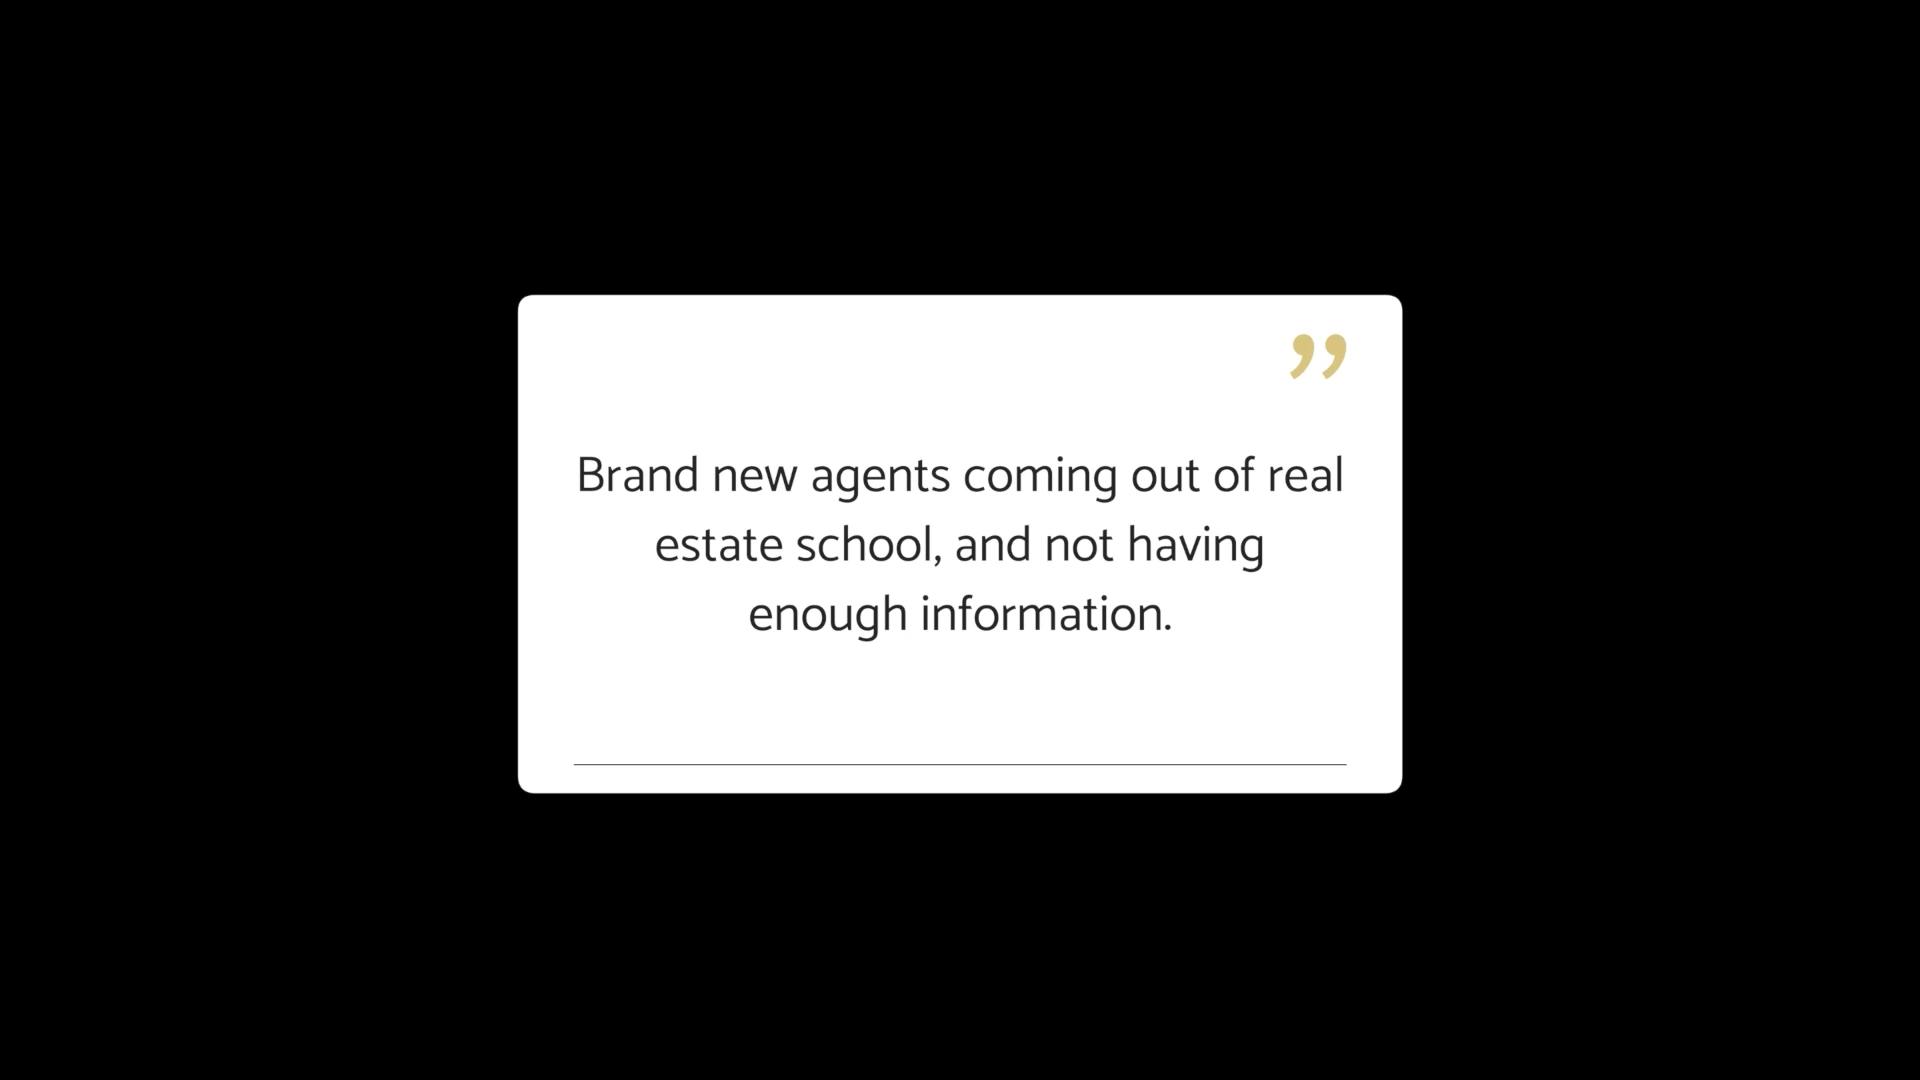 ”
Brand new agents coming out of real
estate school, and not having
enough information.